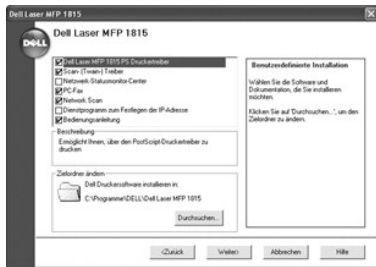 Dell Laser MFP 1815
DELL
Dell Laser MFP 1815
Dell Laser MFP 1815 PS Druckertreiber
Scan- (Twain-) Treiber
Netzwerk-Statusmonitor-Center
PC-Fax
Network Scan
Dienstprogramm zum Festlegen der IP-Adresse
Bedienungsanleitung
Beschreibung
Ermöglicht Ihnen, über den PostScript-Druckertreiber zu
drucken
Zielordner ändern
Dell Druckersoftware installieren in:
C:\Programme\DELL\Dell Laser MFP 1815
Durchsuchen...
Benutzerdefinierte Installation
Wählen Sie die Software und
Dokumentation, die Sie installieren
möchten.
Klicken Sie auf 'Durchsuchen...', um den
Zielordner zu ändern.
<Zurück
Weiter>
Abbrechen
Hilfe